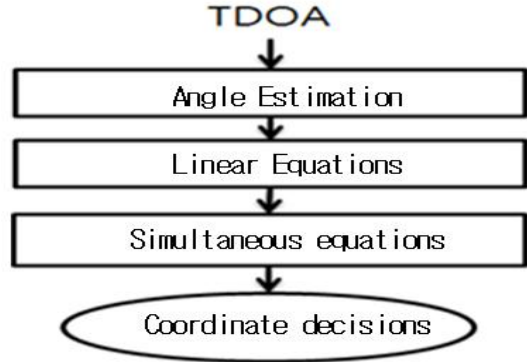 TDOA
Angle Estimation
Linear Equations
Simultaneous equations
Coordinate decisions